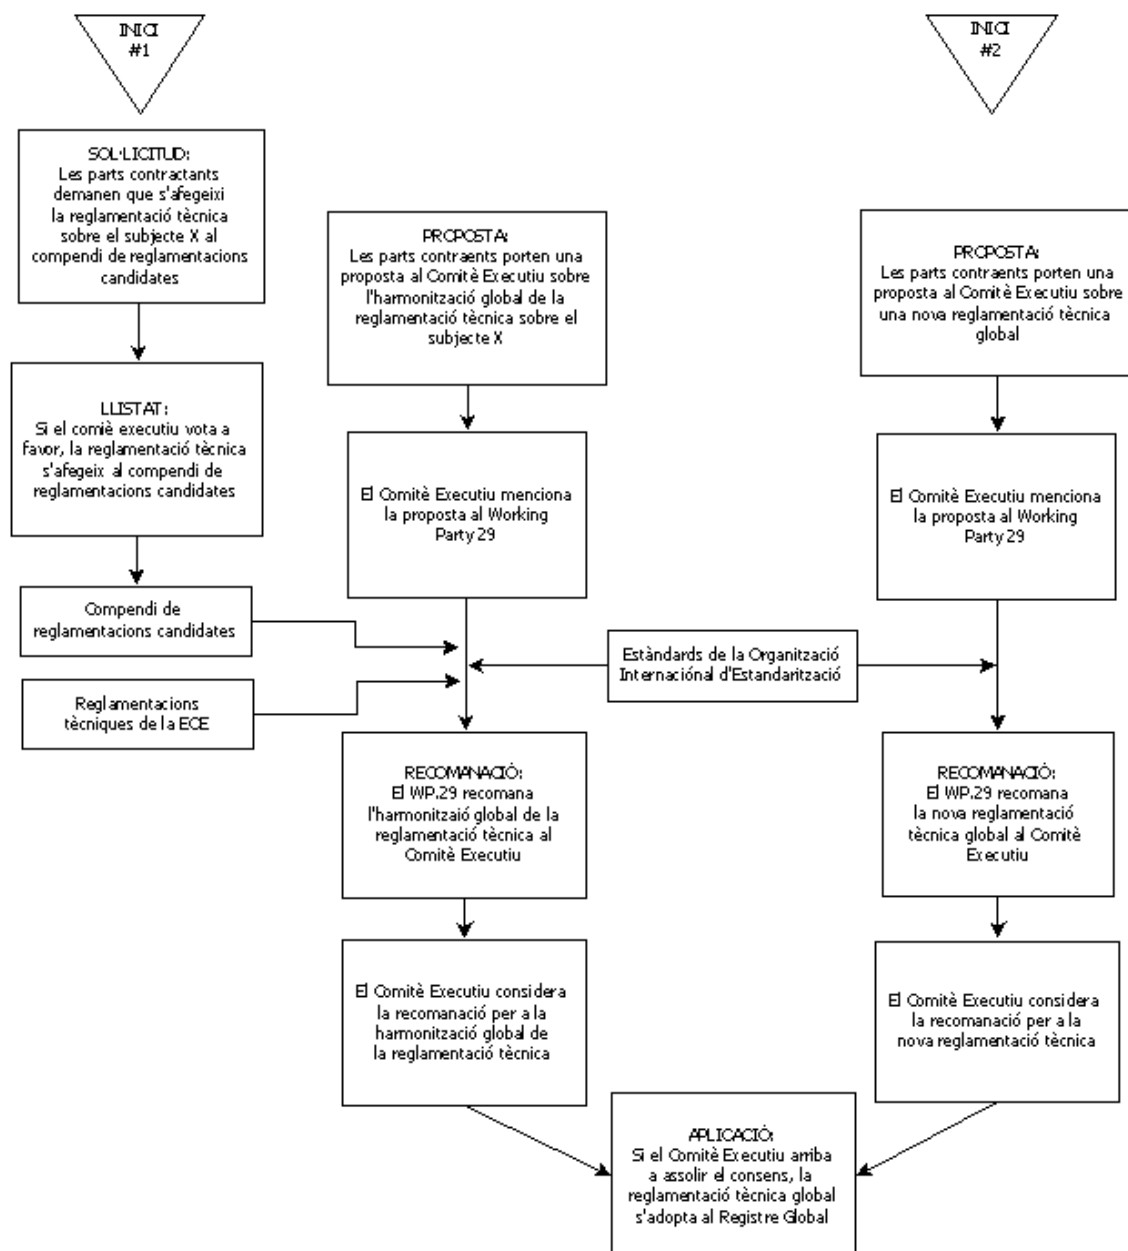 INICI
#1
INICI
#2
SOL·LICITUD:
Les parts contractants
demanen que s'afegeixi
la reglamentació tècnica
sobre el subjecte X al
compendi de reglamentacions
candidates
PROPOSTA:
Les parts contraents porten una
proposta al Comitè Executiu sobre
l'harmonització global de la
reglamentació tècnica sobre el
subjecte X
PROPOSTA:
Les parts contraents porten una
proposta al Comitè Executiu sobre
una nova reglamentació tècnica
global
LLISTAT:
Si el comiè executiu vota a
favor, la reglamentació tècnica
s'afegeix al compendi de
reglamentacions candidates
El Comitè Executiu menciona
la proposta al Working
Party 29
El Comitè Executiu menciona
la proposta al Working
Party 29
Compendi de
reglamentacions candidates
Estàndards de la Organització
Internaciónal d'Estandarització
Reglamentacions
tècniques de la ECE
RECOMANACIÓ:
El WP.29 recomana
l'harmonitzaió global de la
reglamentació tècnica al
Comitè Executiu
RECOMANACIÓ:
El WP.29 recomana
la nova reglamentació
tècnica global al Comitè
Executiu
El Comitè Executiu considera
la recomanació per a la
harmonització global de
la reglamentació tècnica
El Comitè Executiu considera
la recomanació per a la
nova reglamentació tècnica
APLICACIÓ:
Si el Comitè Executiu arriba
a assolir el consens, la
reglamentació tècnica global
s'adopta al Registre Global